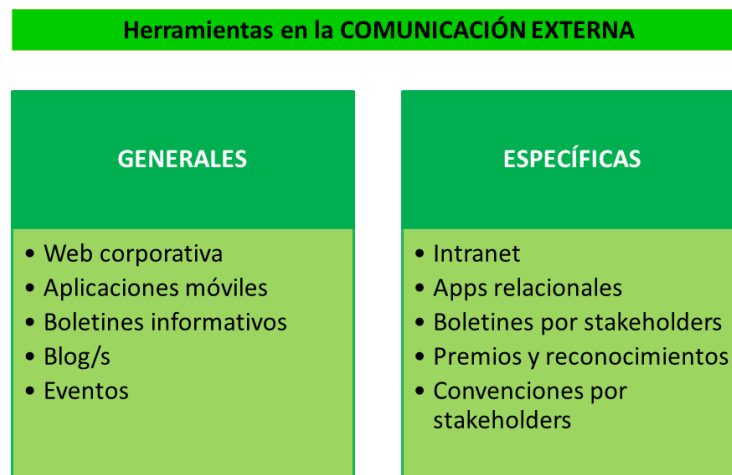 Herramientas en la COMUNICACIÓN EXTERNA
GENERALES
• Web corporativa
• Aplicaciones móviles
• Boletines informativos
• Blog/s
• Eventos
ESPECÍFICAS
• Intranet
• Apps relacionales
• Boletines por stakeholders
• Premios y reconocimientos
• Convenciones por
stakeholders